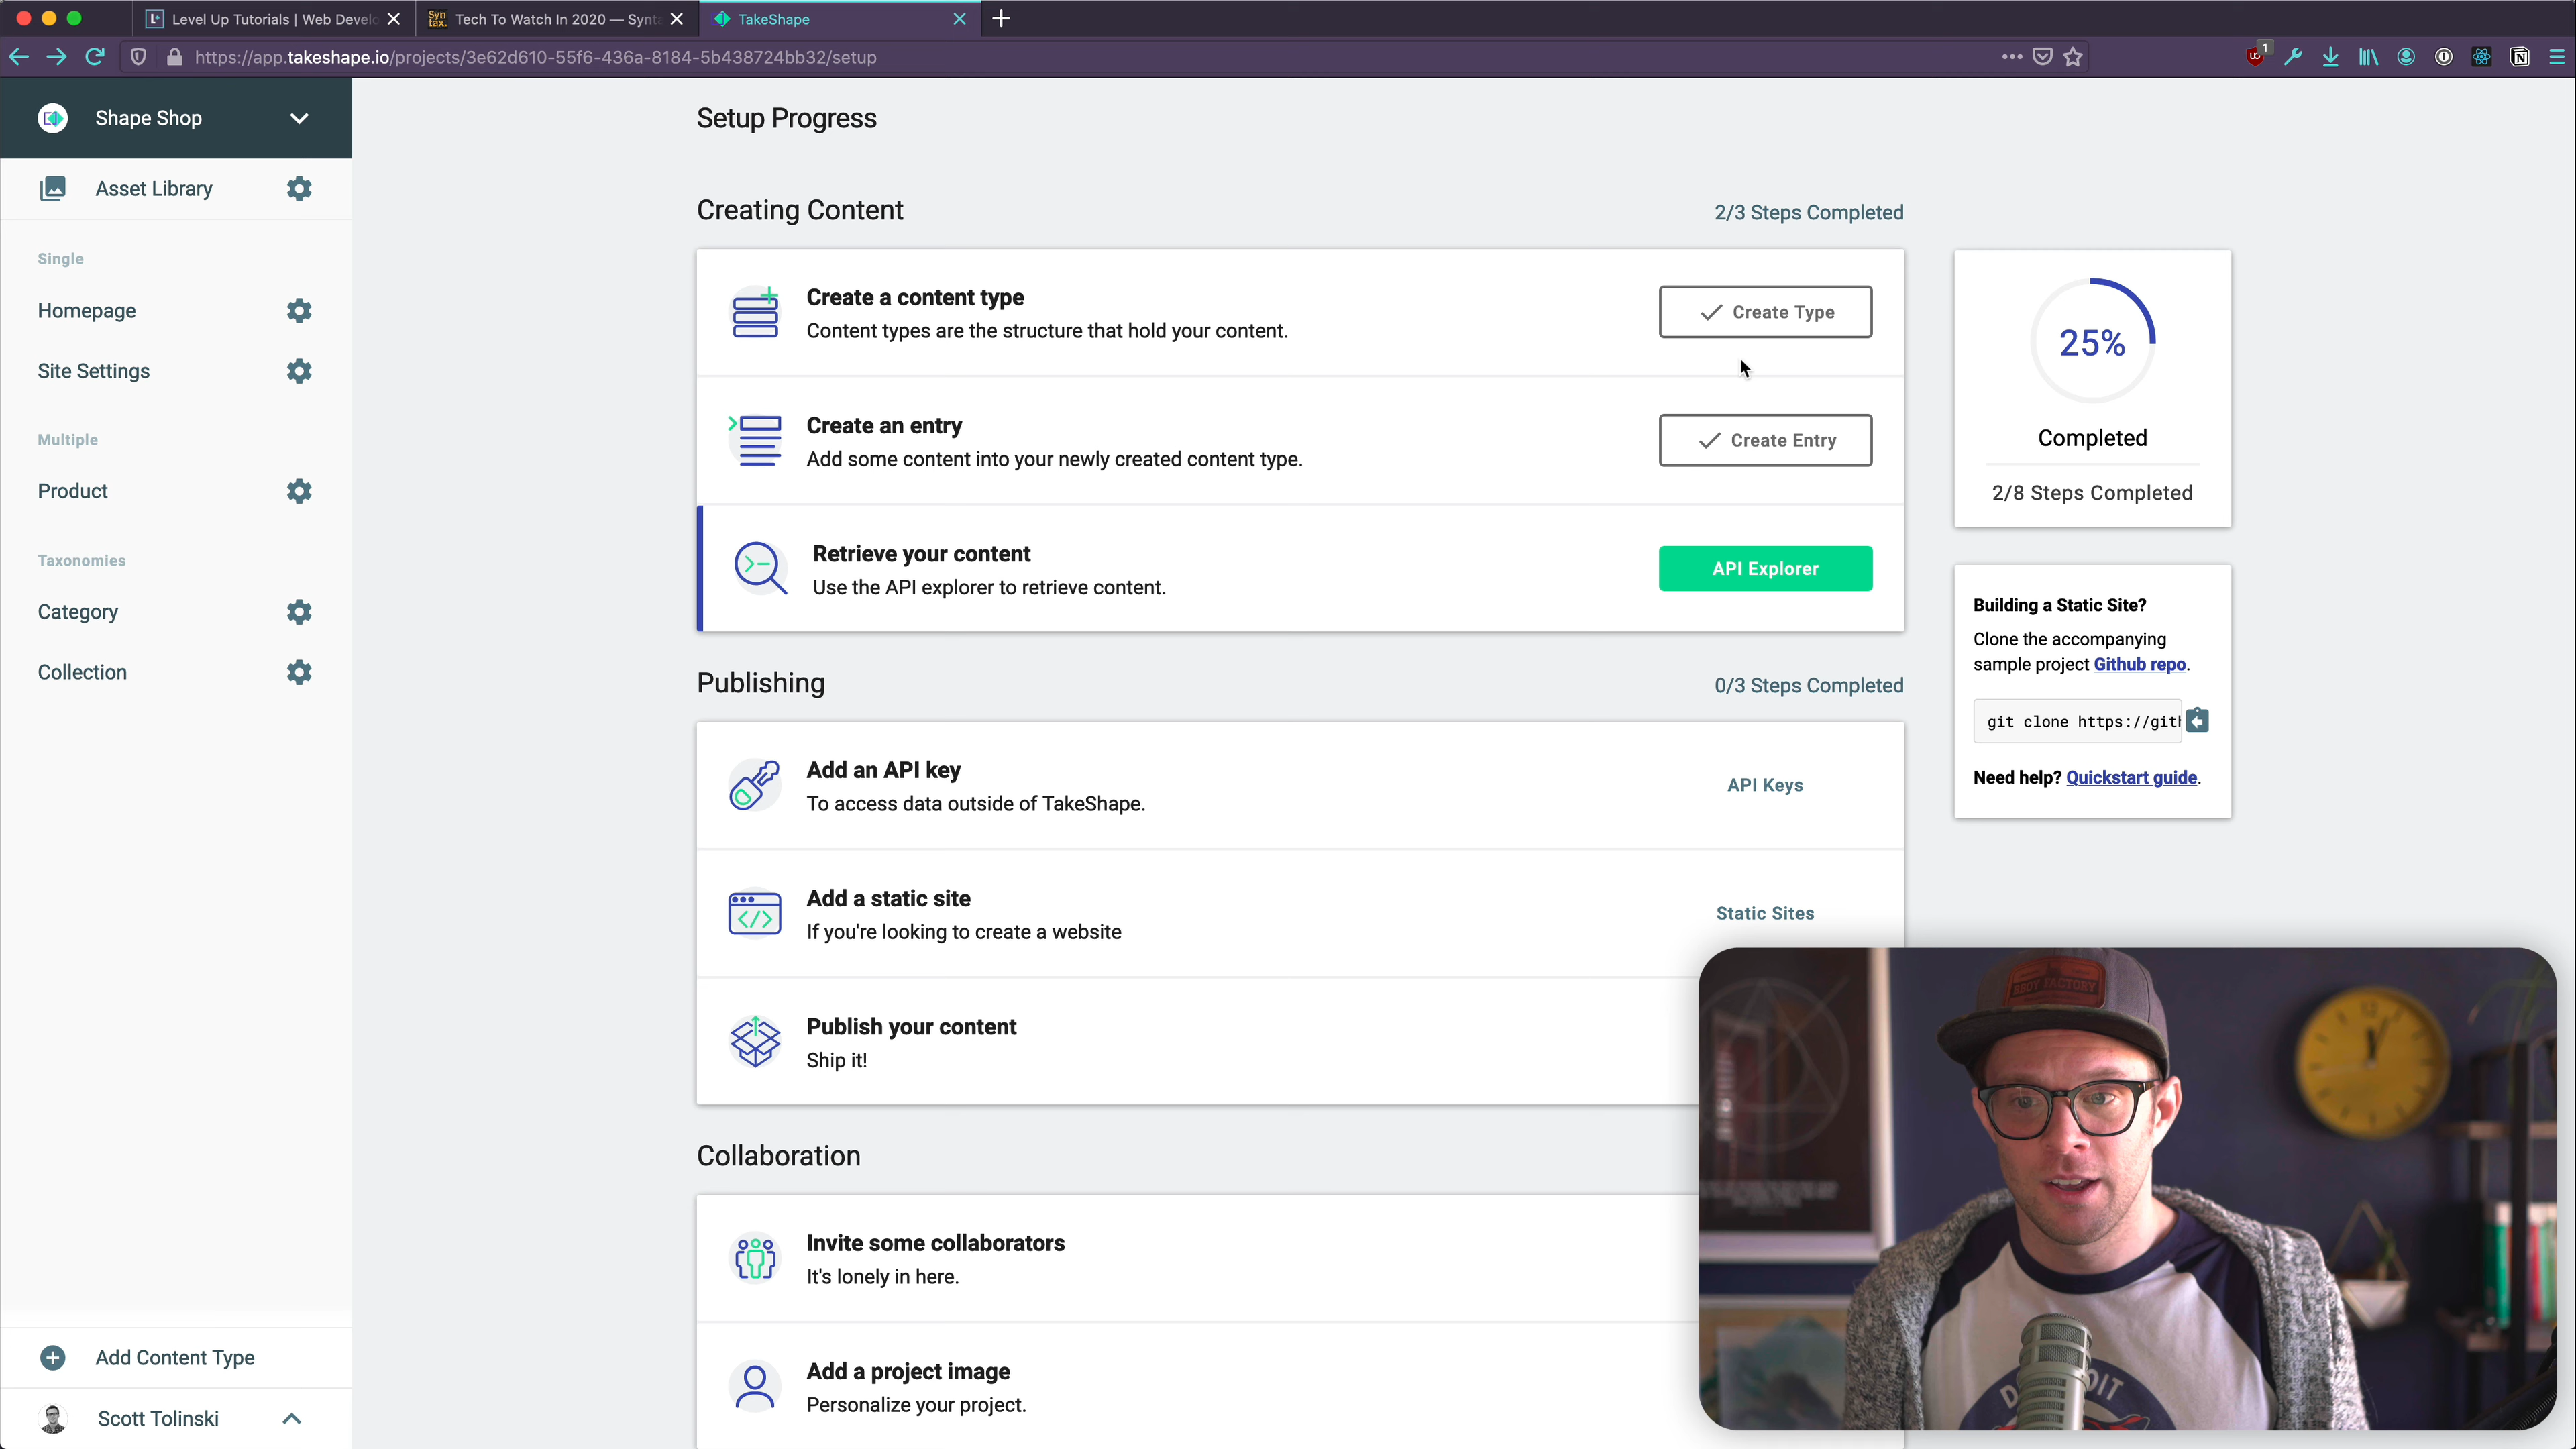 Level Up Tutorials | Web Develo
Syn
tax.
Tech To Watch In 2020 — Synta
TakeShape
https://app.takeshape.io/projects/3e62d610-55f6-436a-8184-5b438724bb32/setup
1
Shape Shop
Asset Library
Single
Homepage
Site Settings
Multiple
Product
Taxonomies
Category
Collection
Add Content Type
Scott Tolinski
Setup Progress
Creating Content
2/3 Steps Completed
Create a content type
Content types are the structure that hold your content.
Create Type
Create an entry
Add some content into your newly created content type.
Create Entry
Retrieve your content
Use the API explorer to retrieve content.
API Explorer
Publishing
0/3 Steps Completed
Add an API key
To access data outside of TakeShape.
API Keys
Add a static site
If you're looking to create a website
Static Sites
Publish your content
Ship it!
Collaboration
Invite some collaborators
It's lonely in here.
Add a project image
Personalize your project.
25%
Completed
2/8 Steps Completed
Building a Static Site?
Clone the accompanying
sample project Github repo.
git clone https://gith
Need help? Quickstart guide.
BBOY FACTORY